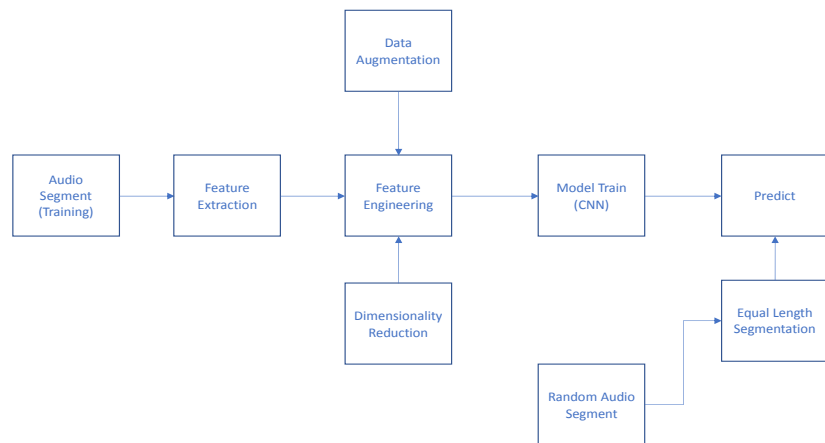 Data
Augmentation
Audio
Segment
(Training)
Feature
Extraction
Feature
Engineering
Model Train
(CNN)
Predict
Dimensionality
Reduction
Equal Length
Segmentation
Random Audio
Segment